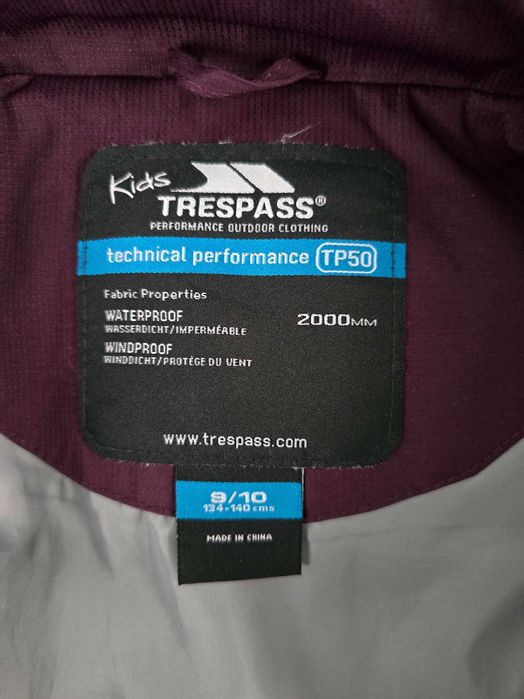 Kids
TRESPASS®
PERFORMANCE OUTDOOR CLOTHING
technical performance TP50
Fabric Properties
WATERPROOF 2000MM
WASSERDICHT/IMPERMÉABLE
WINDPROOF
WINDDICHT/PROTÈGE DU VENT
www.trespass.com
9/10
134-140 cms
MADE IN CHINA